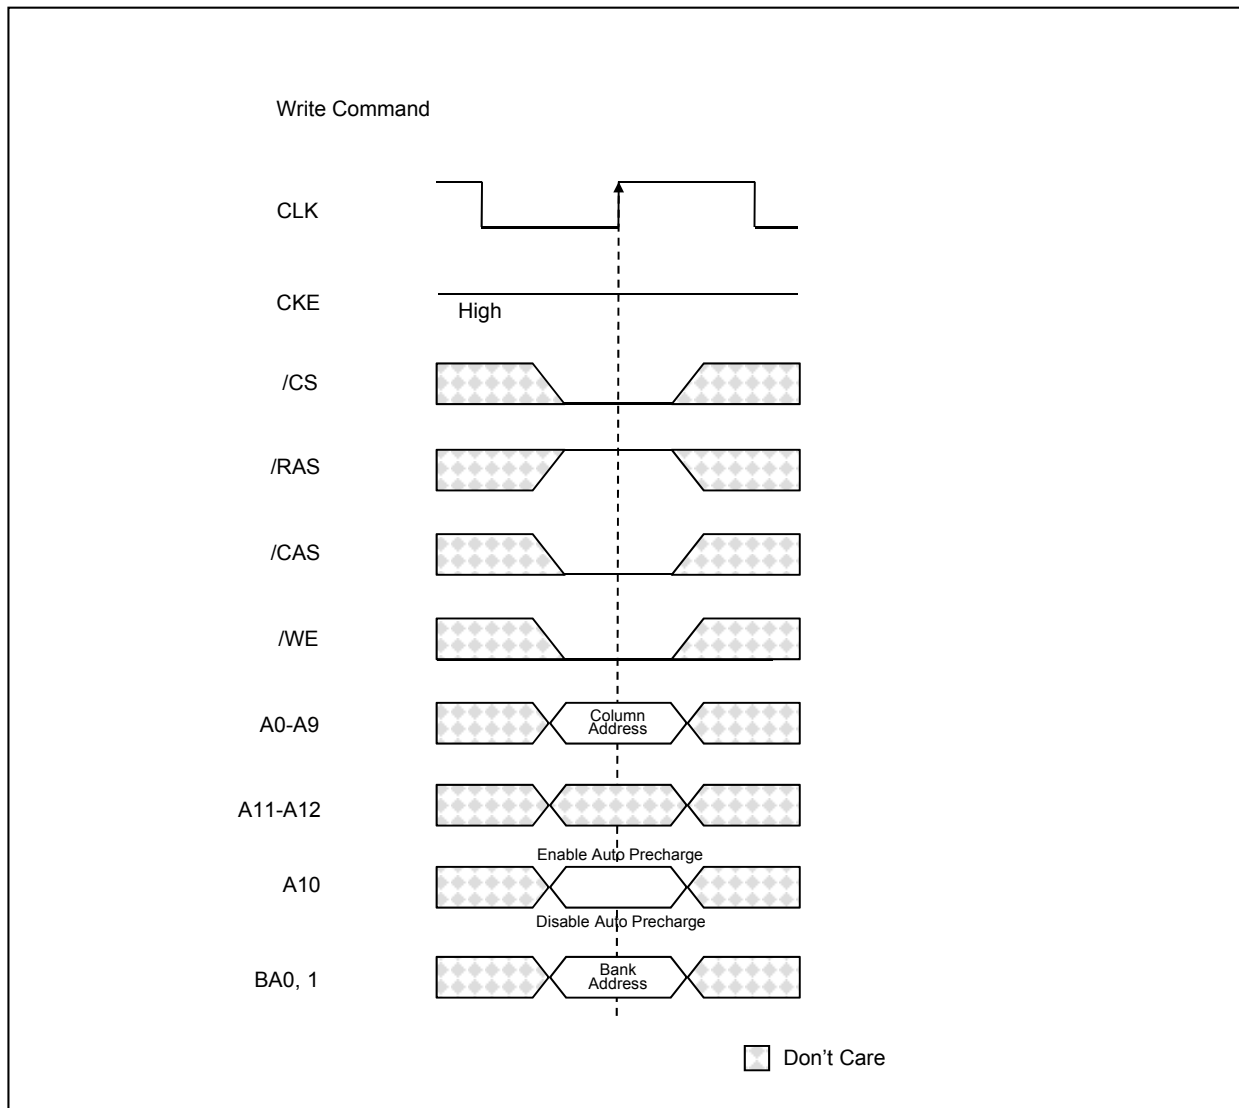 Write Command
CLK
CKE
High
/CS
/RAS
/CAS
/WE
A0-A9
Column
Address
A11-A12
Enable Auto Precharge
A10
Disable Auto Precharge
BA0, 1
Bank
Address
Don’t Care